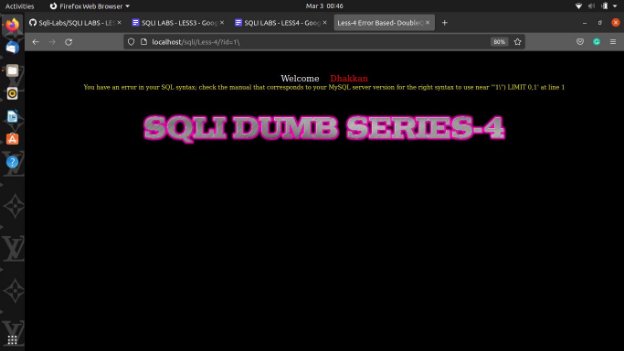 Activities Firefox Web Browser Mar 3 00:46
Sqli-Labs/SQLI LABS - LESS SQLI LABS - LESS3 - Goog SQLI LABS - LESS4 - Goog Less-4 Error Based- DoubleQ
localhost/sqli/Less-4/?id=1\ 80%
Welcome Dhakkan
You have an error in your SQL syntax; check the manual that corresponds to your MySQL server version for the right syntax to use near '"1\") LIMIT 0,1' at line 1
SQLI DUMB SERIES-4